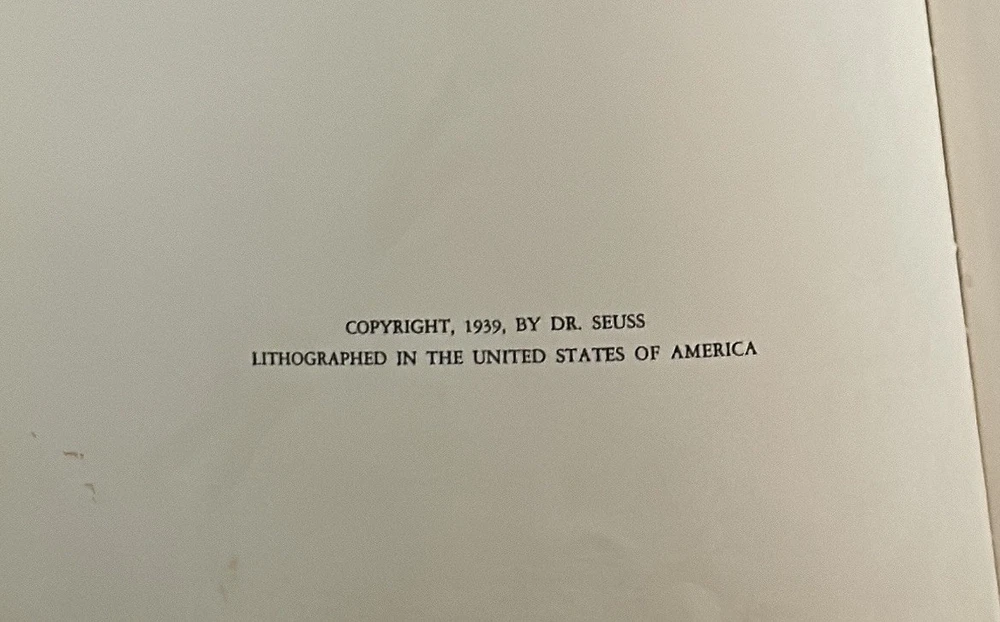 COPYRIGHT, 1939, BY DR. SEUSS
LITHOGRAPHED IN THE UNITED STATES OF AMERICA